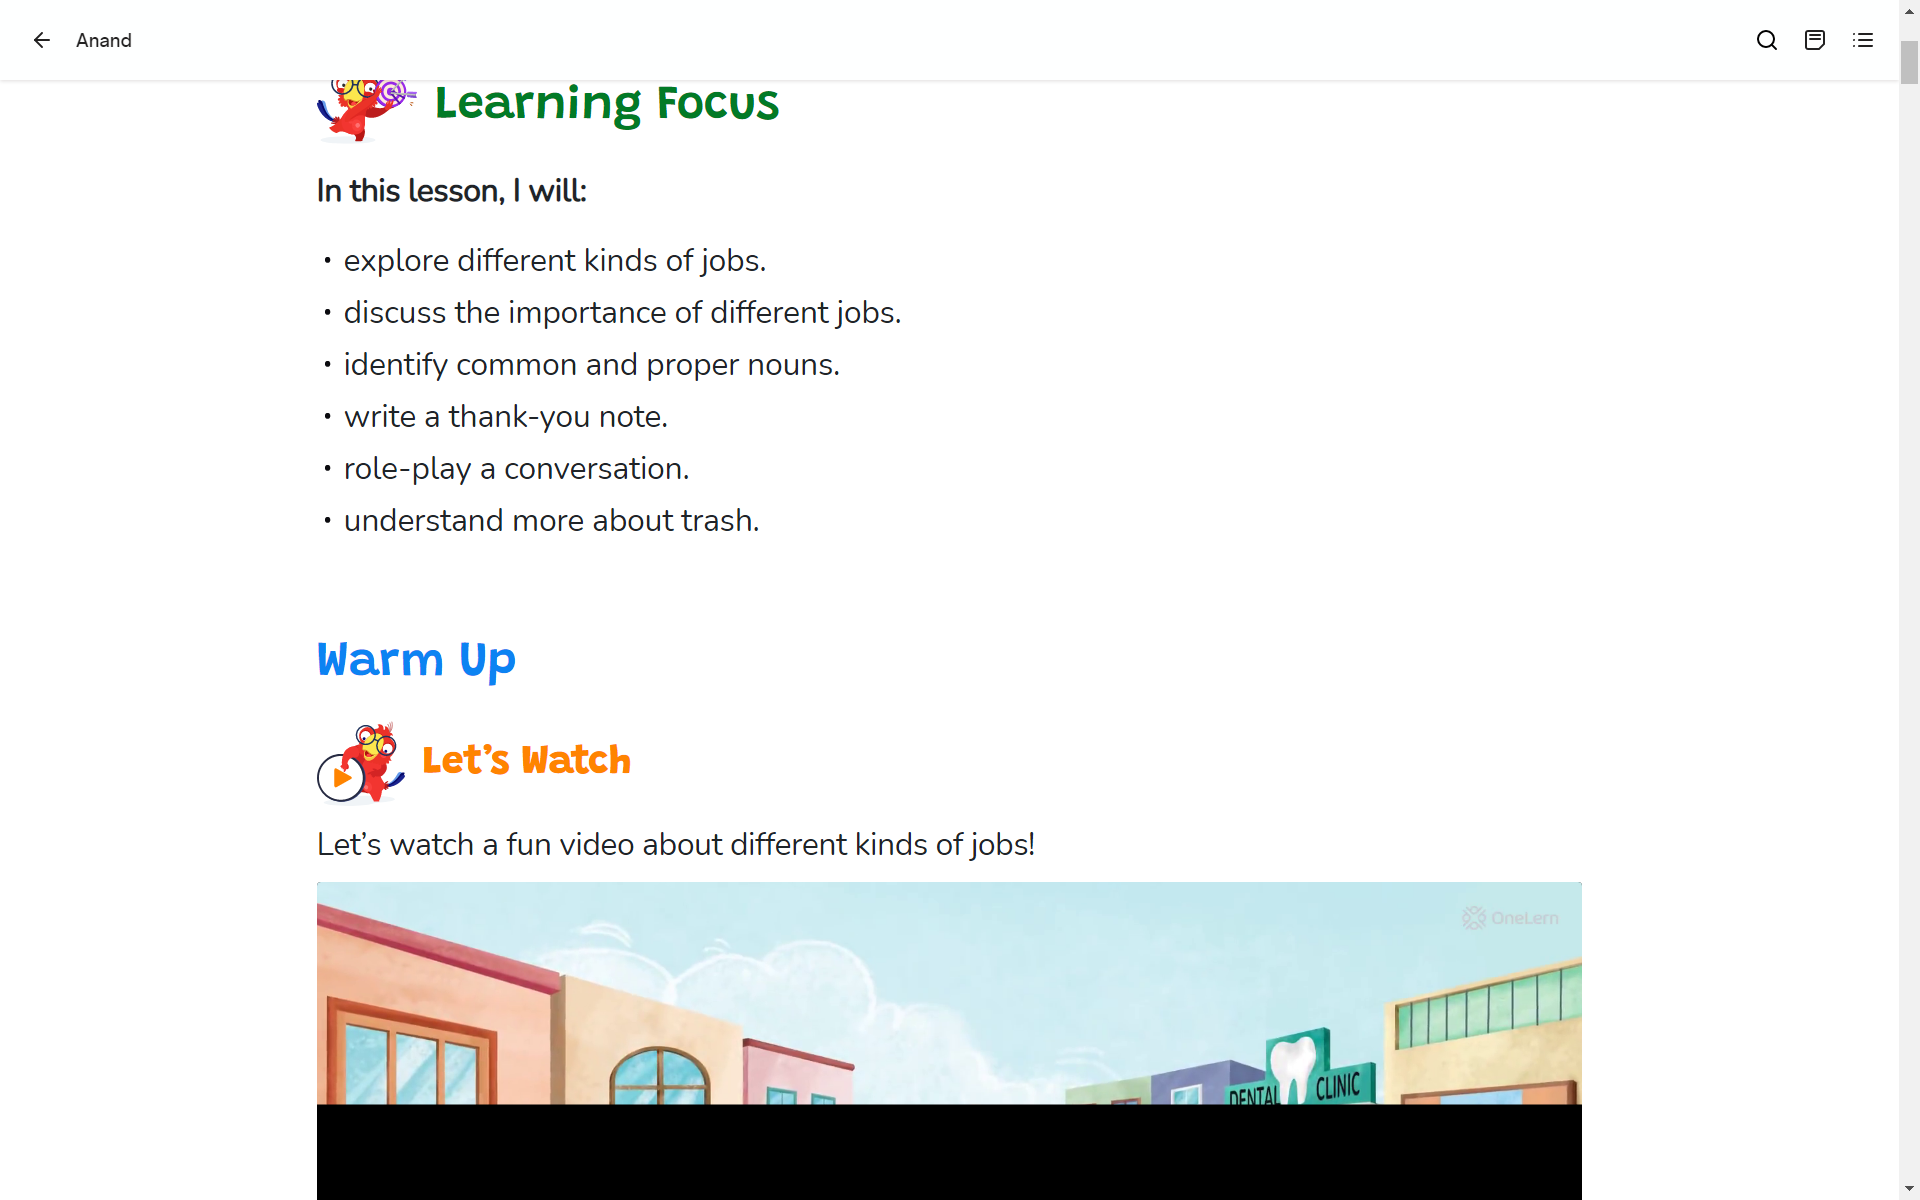 Anand
Learning Focus
In this lesson, I will:
• explore different kinds of jobs.
• discuss the importance of different jobs.
• identify common and proper nouns.
• write a thank-you note.
• role-play a conversation.
• understand more about trash.
Warm Up
Let’s Watch
Let’s watch a fun video about different kinds of jobs!
OneLern
DENTAL CLINIC